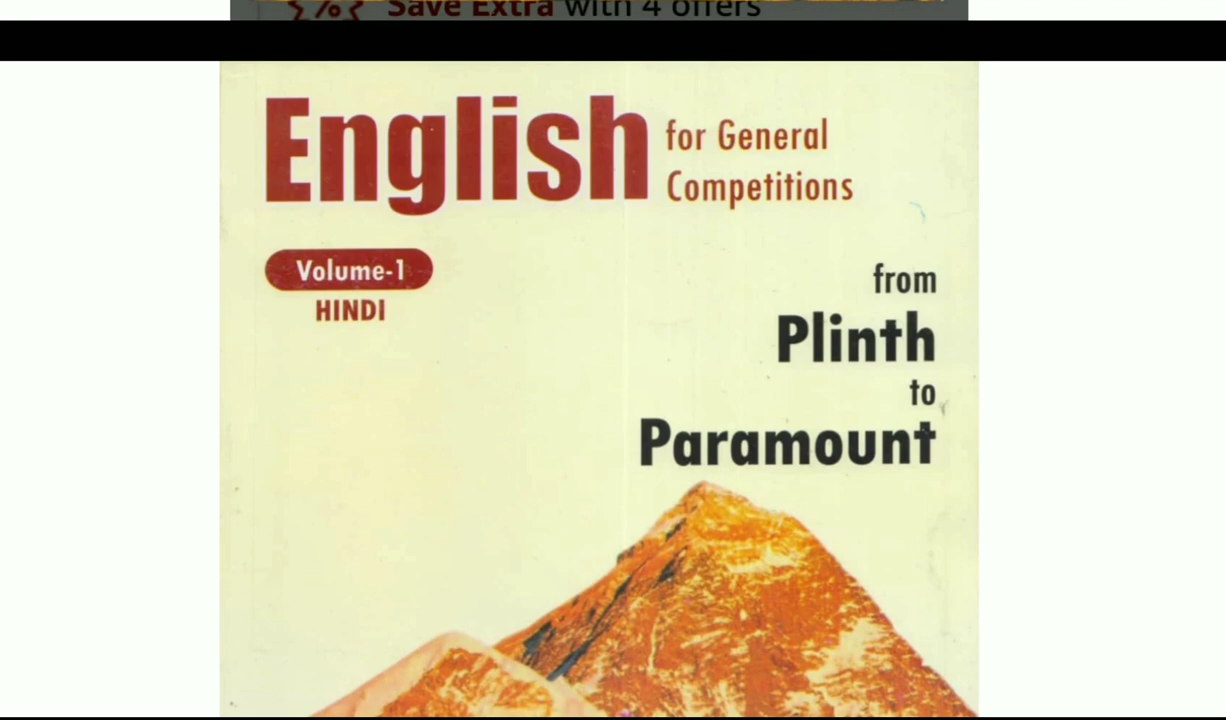 Save Extra with 4 offers
English for General
Competitions
Volume-1
HINDI
from
Plinth
to
Paramount